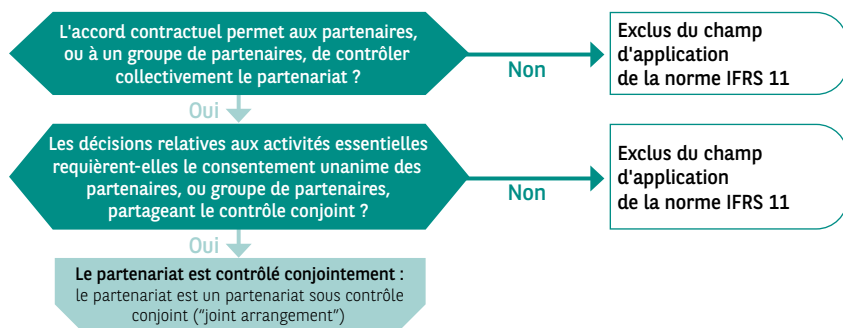 L'accord contractuel permet aux partenaires,
ou à un groupe de partenaires, de contrôler
collectivement le partenariat ?
Non
Exclus du champ
d'application
de la norme IFRS 11
Oui
Les décisions relatives aux activités essentielles
requièrent-elles le consentement unanime des
partenaires, ou groupe de partenaires,
partageant le contrôle conjoint ?
Non
Exclus du champ
d'application
de la norme IFRS 11
Oui
Le partenariat est contrôlé conjointement :
le partenariat est un partenariat sous contrôle
conjoint ("joint arrangement")